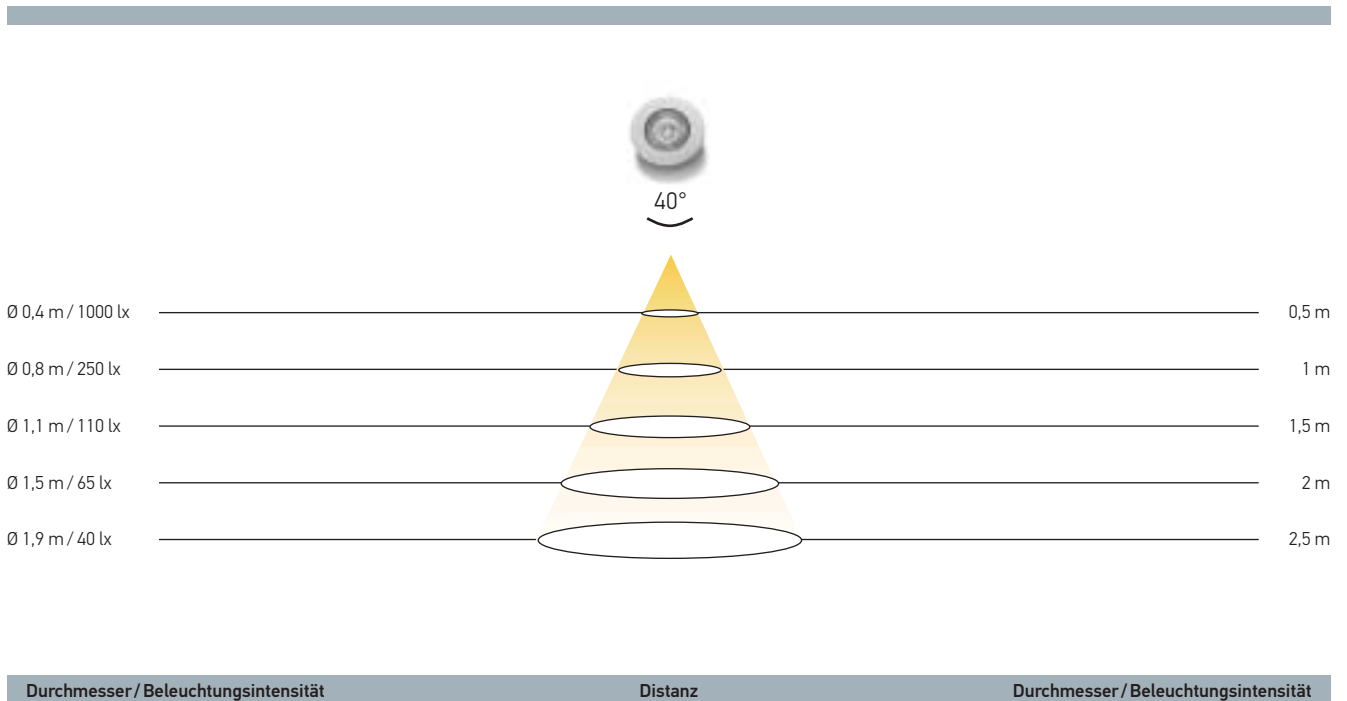 40°
Ø 0,4 m / 1000 lx 0,5 m
Ø 0,8 m / 250 lx 1 m
Ø 1,1 m / 110 lx 1,5 m
Ø 1,5 m / 65 lx 2 m
Ø 1,9 m / 40 lx 2,5 m
Durchmesser / Beleuchtungsintensität Distanz Durchmesser / Beleuchtungsintensität